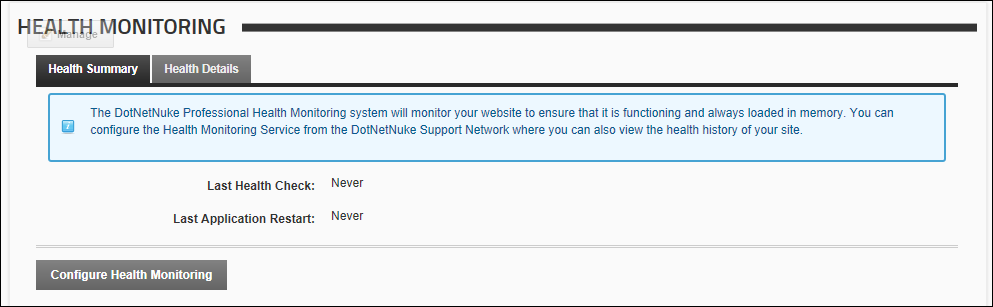 HEALTH MONITORING
Manage
Health Summary Health Details
The DotNetNuke Professional Health Monitoring system will monitor your website to ensure that it is functioning and always loaded in memory. You can
configure the Health Monitoring Service from the DotNetNuke Support Network where you can also view the health history of your site.
Last Health Check: Never
Last Application Restart: Never
Configure Health Monitoring